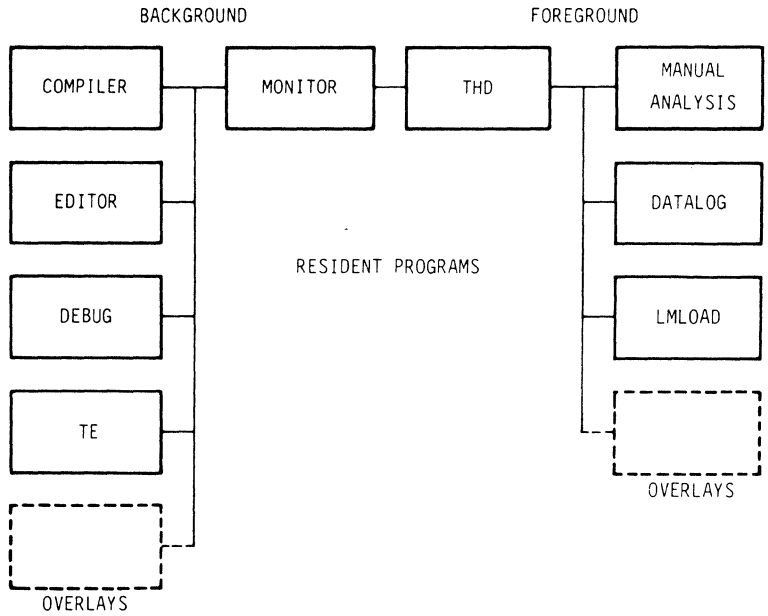 BACKGROUND
FOREGROUND
COMPILER
MONITOR
THD
MANUAL
ANALYSIS
EDITOR
DATALOG
RESIDENT PROGRAMS
DEBUG
LMLOAD
TE
OVERLAYS
OVERLAYS